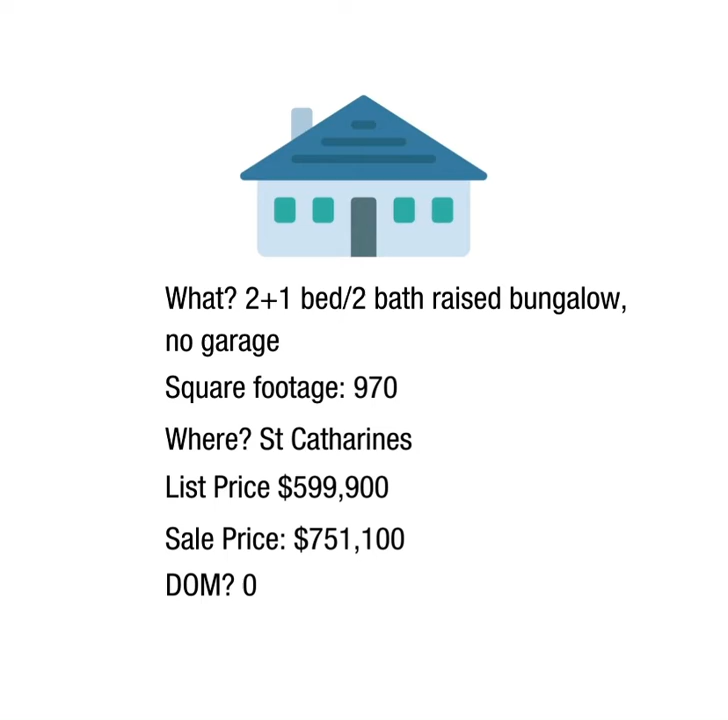 What? 2+1 bed/2 bath raised bungalow,
no garage
Square footage: 970
Where? St Catharines
List Price $599,900
Sale Price: $751,100
DOM? 0